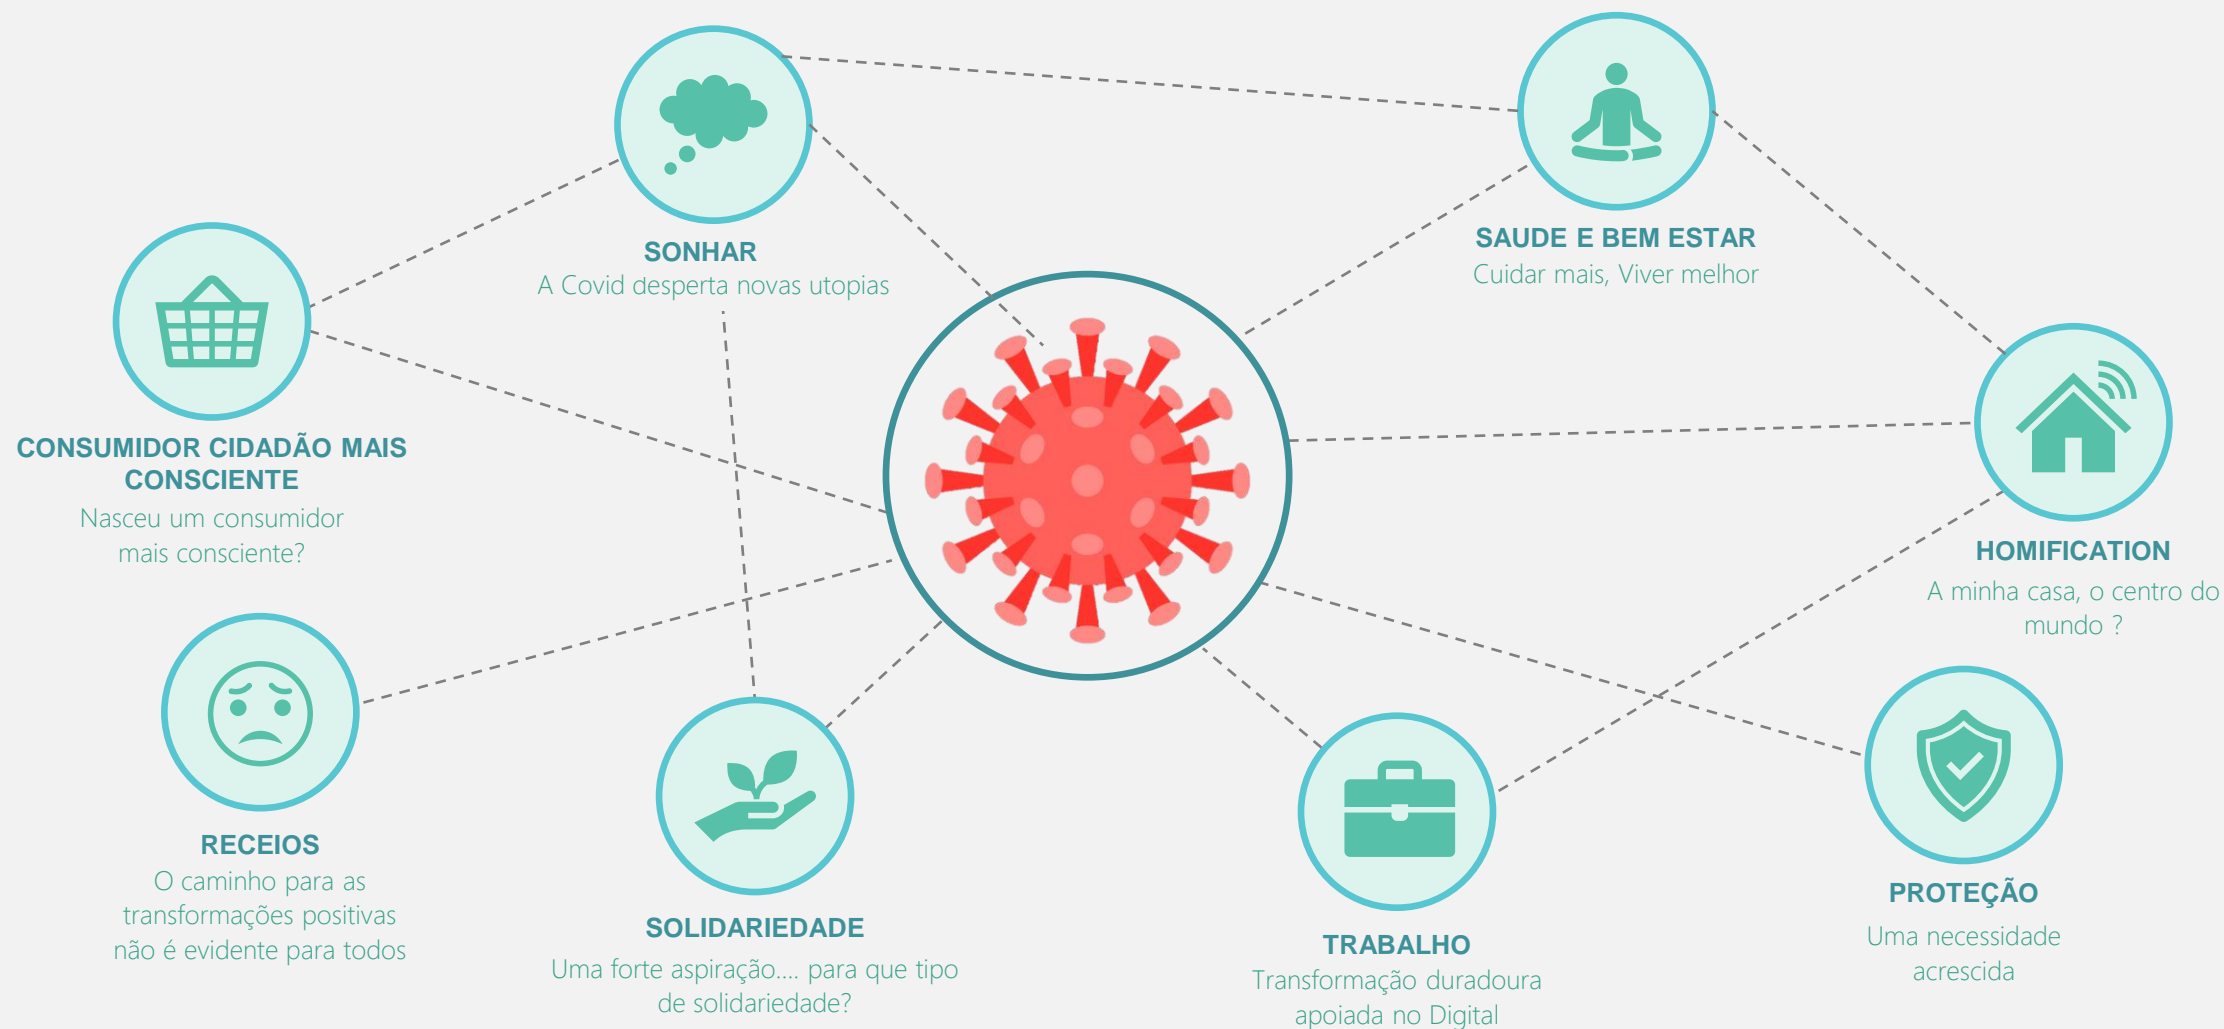 SONHAR
A Covid desperta novas utopias
SAUDE E BEM ESTAR
Cuidar mais, Viver melhor
CONSUMIDOR CIDADÃO MAIS
CONSCIENTE
Nasceu um consumidor
mais consciente?
HOMIFICATION
A minha casa, o centro do
mundo ?
RECEIOS
O caminho para as
transformações positivas
não é evidente para todos
SOLIDARIEDADE
Uma forte aspiração.... para que tipo
de solidariedade?
TRABALHO
Transformação duradoura
apoiada no Digital
PROTEÇÃO
Uma necessidade
acrescida